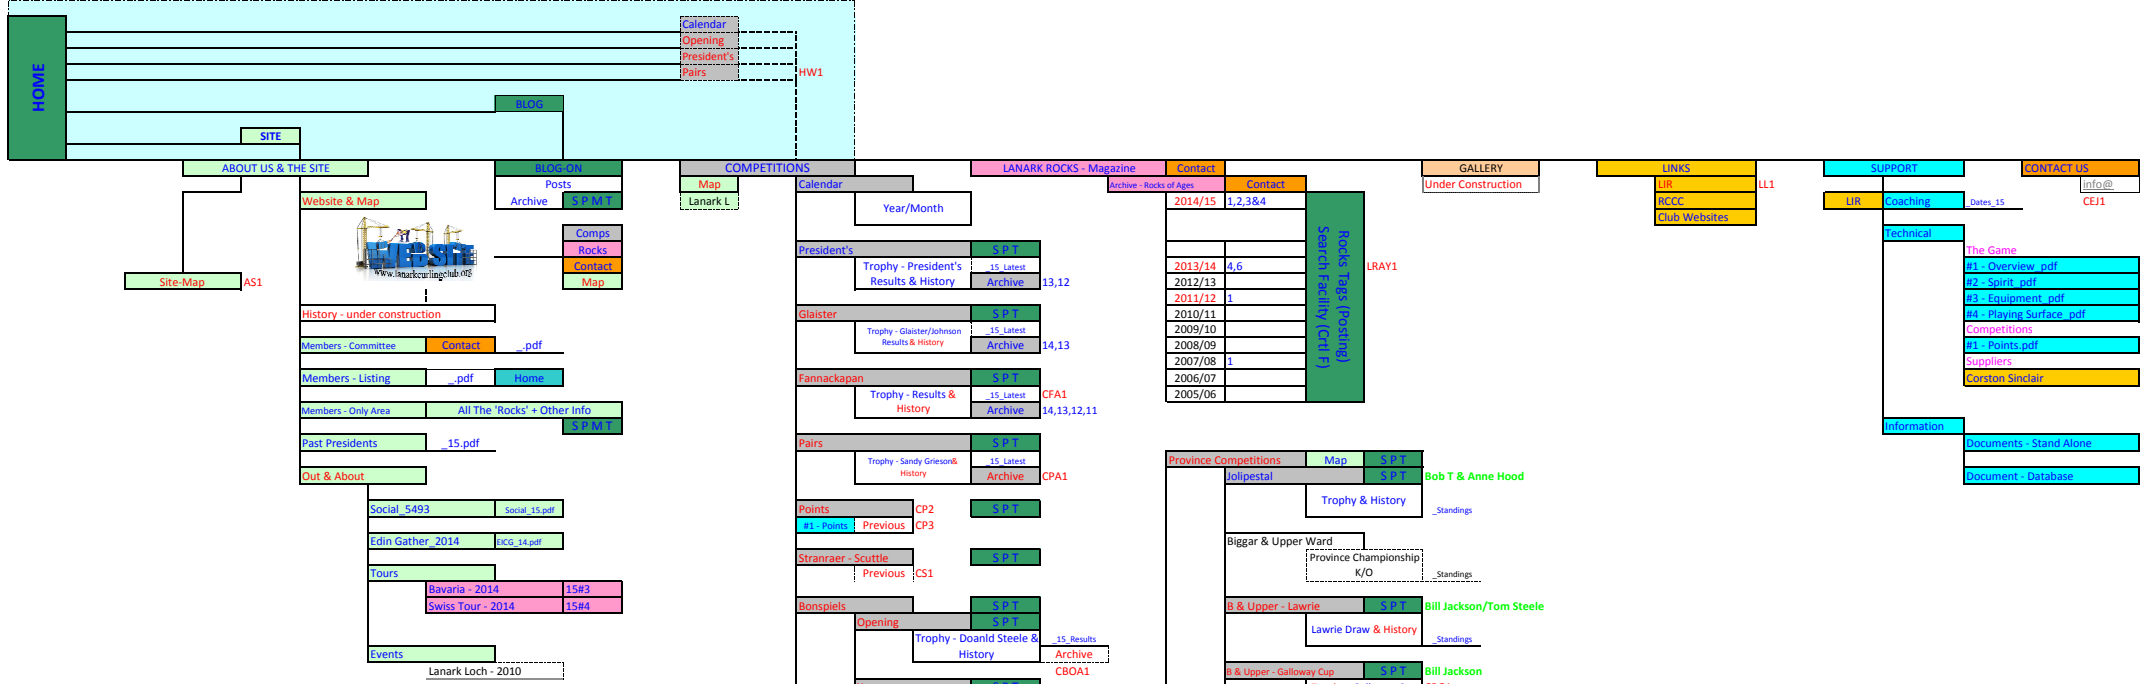 HOME
Calendar
Opening
President's
Pairs
HW1
BLOG
SITE
ABOUT US & THE SITE
BLOG-ON
COMPETITIONS
LANARK ROCKS - Magazine
Contact
GALLERY
LINKS
SUPPORT
CONTACT US
Posts
Map
Calendar
Archive - Rocks of Ages
Contact
Under Construction
LIR
LL1
info@
Website & Map
Archive
S P M T
Lanark L
Year/Month
2014/15
1,2,3&4
RCCC
LIR
Coaching
_Dates_15
CEJ1
Club Websites
WEBSITE
www.lanarkcurlingclub.org
Comps
Technical
Rocks
President's
S P T
The Game
Contact
Trophy - President's
Results & History
_15_Latest
2013/14
4,6
Rocks Tags (Posting)
Search Facility (Crtl F)
LRAY1
#1 - Overview_pdf
Site-Map
AS1
Map
Archive
13,12
2012/13
#2 - Spirit_pdf
2011/12
1
#3 - Equipment_pdf
History - under construction
Glaister
S P T
2010/11
#4 - Playing Surface_pdf
Trophy - Glaister/Johnson
Results & History
_15_Latest
2009/10
Competitions
Members - Committee
Contact
_.pdf
Archive
14,13
2008/09
#1 - Points.pdf
2007/08
1
Suppliers
Members - Listing
_.pdf
Home
Fannackapan
S P T
2006/07
Corston Sinclair
Trophy - Results &
History
_15_Latest
CFA1
2005/06
Members - Only Area
All The 'Rocks' + Other Info
Archive
14,13,12,11
S P M T
Information
Past Presidents
_15.pdf
Pairs
S P T
Documents - Stand Alone
Trophy - Sandy Grieson&
History
_15_Latest
Province Competitions
Map
S P T
Out & About
Archive
CPA1
Jolipestal
S P T
Bob T & Anne Hood
Document - Database
Trophy & History
Social_5493
Social_15.pdf
Points
CP2
S P T
_Standings
#1 - Points
Previous
CP3
Edin Gather_2014
EICG_14.pdf
Biggar & Upper Ward
Stranraer - Scuttle
S P T
Province Championship
K/O
Tours
Previous
CS1
_Standings
Bavaria - 2014
15#3
Swiss Tour - 2014
15#4
Bonspiels
S P T
B & Upper - Lawrie
S P T
Bill Jackson/Tom Steele
Opening
S P T
Lawrie Draw & History
Trophy - Doanld Steele &
History
_15_Results
_Standings
Events
Archive
Lanark Loch - 2010
CBOA1
B & Upper - Galloway Cup
S P T
Bill Jackson